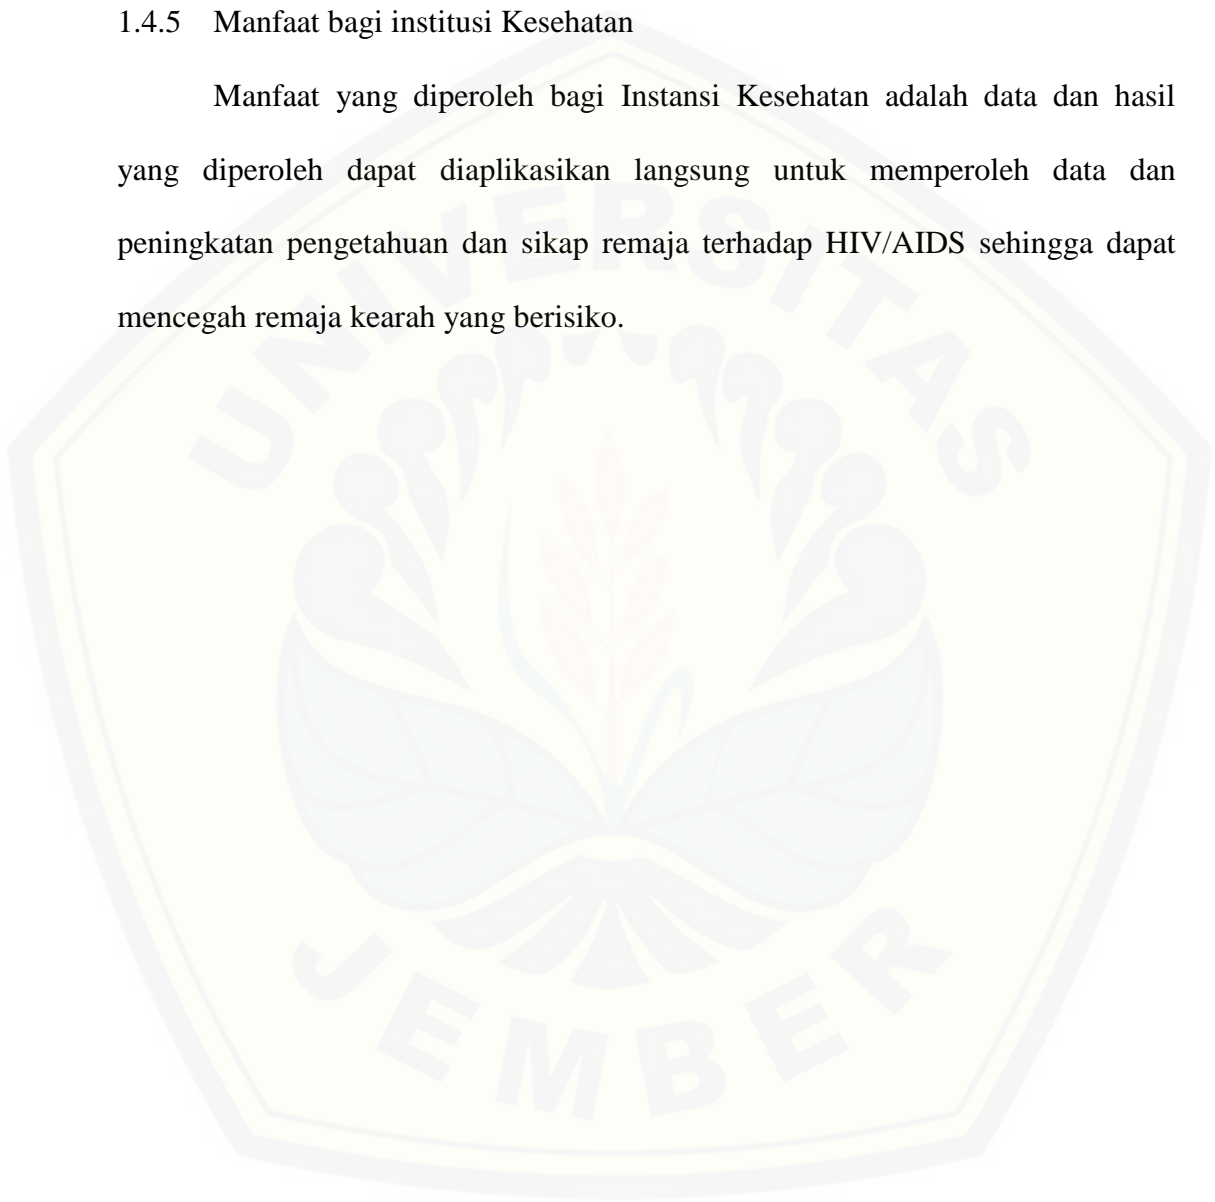 1.4.5 Manfaat bagi institusi Kesehatan
Manfaat yang diperoleh bagi Instansi Kesehatan adalah data dan hasil
yang diperoleh dapat diaplikasikan langsung untuk memperoleh data dan
peningkatan pengetahuan dan sikap remaja terhadap HIV/AIDS sehingga dapat
mencegah remaja kearah yang berisiko.
UNIVERSITAS
JEMBER